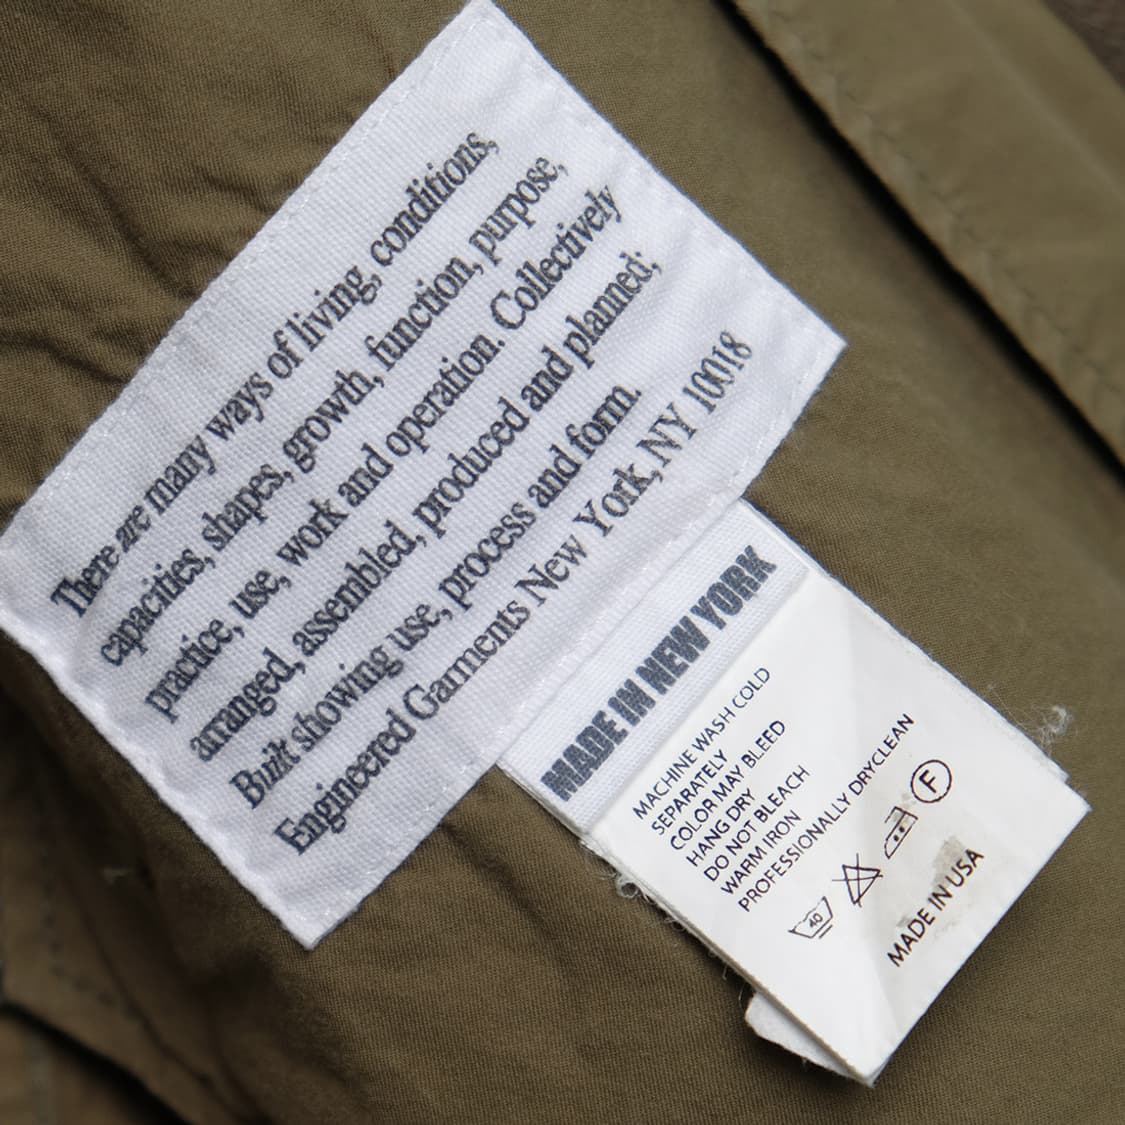 There are many ways of living, conditions,
capacities, shapes, growth, function, purpose,
practice, use, work and operation. Collectively
arranged, assembled, produced and planned;
Built showing use, process and form.
Engineered Garments New York, NY 10018
MADE IN NEW YORK
MACHINE WASH COLD
SEPARATELY
COLOR MAY BLEED
HANG DRY
DO NOT BLEACH
WARM IRON
PROFESSIONALLY DRYCLEAN
40
F
MADE IN USA